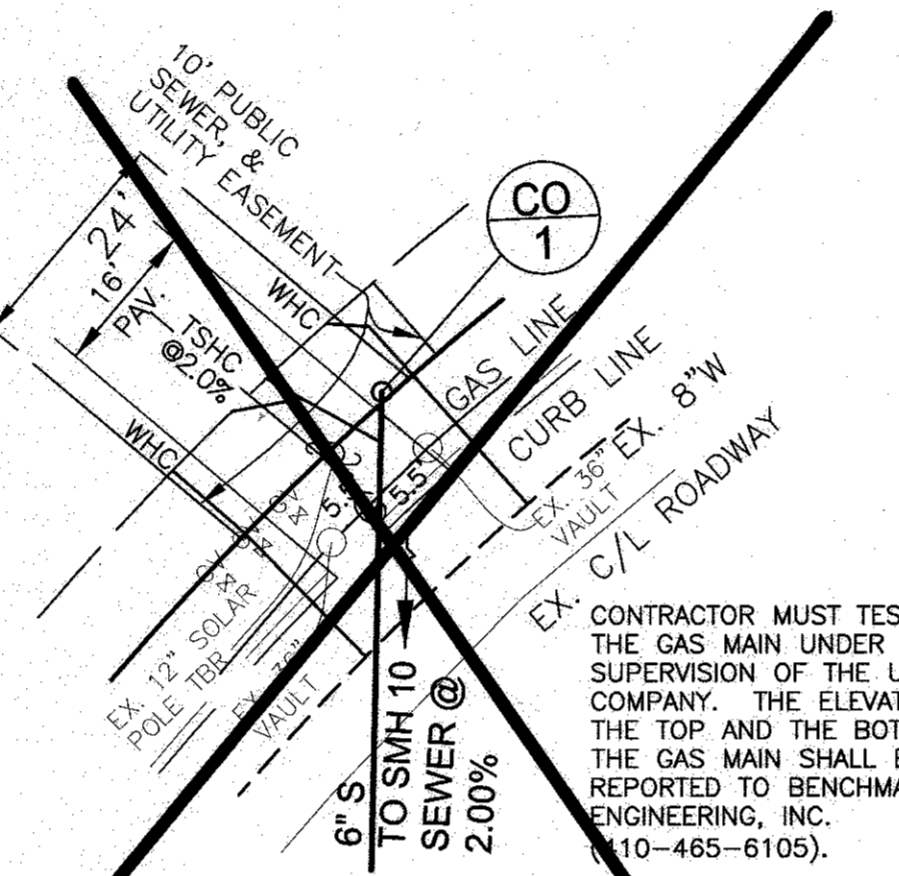 10' PUBLIC
SEWER, &
UTILITY EASEMENT
CO
1
24'
16'
PAV.
TSHC
@2.0%
WHC
WHC
GAS LINE
CURB LINE
EX. 8"W
EX. 36"
VAULT
EX. C/L ROADWAY
5.5'
EX. 12" SOLAR
POLE TBR
EX. 36"
VAULT
6" S
TO SMH 10
SEWER @
2.00%
CONTRACTOR MUST TES
THE GAS MAIN UNDER
SUPERVISION OF THE U
COMPANY. THE ELEVAT
THE TOP AND THE BOT
THE GAS MAIN SHALL B
REPORTED TO BENCHMA
ENGINEERING, INC.
(410-465-6105).